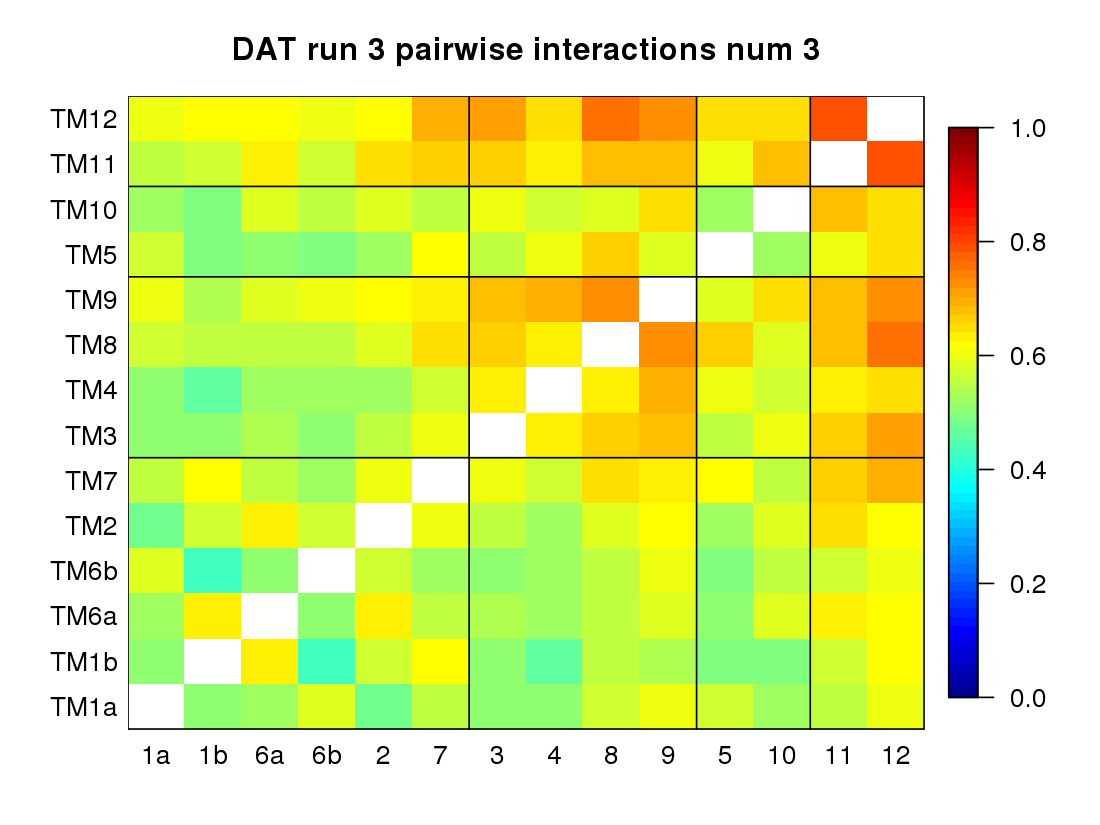 DAT run 3 pairwise interactions num 3
TM12
TM11
TM10
TM5
TM9
TM8
TM4
TM3
TM7
TM2
TM6b
TM6a
TM1b
TM1a
1a 1b 6a 6b 2 7 3 4 8 9 5 10 11 12
1.0
0.8
0.6
0.4
0.2
0.0